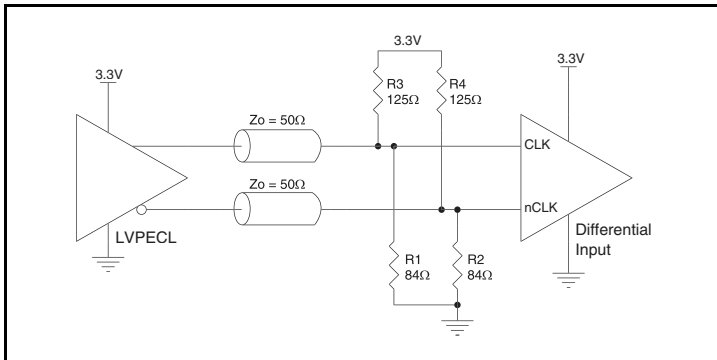 3.3V
3.3V
3.3V
R3
125Ω
R4
125Ω
Zo = 50Ω
CLK
Zo = 50Ω
nCLK
LVPECL
Differential
Input
R1
84Ω
R2
84Ω